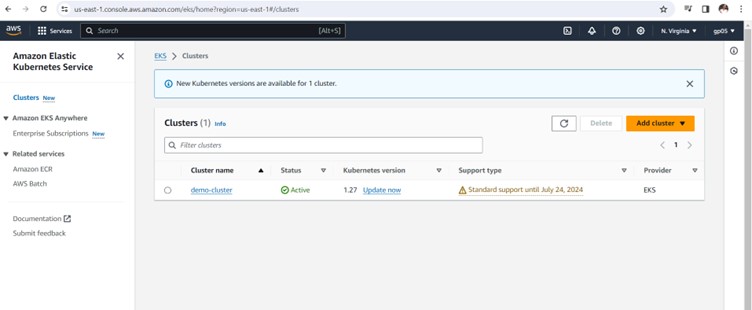 us-east-1.console.aws.amazon.com/eks/home?region=us-east-1#/clusters
aws Services Search [Alt+S] N. Virginia gp05
Amazon Elastic Kubernetes Service
Clusters New
Amazon EKS Anywhere
Enterprise Subscriptions New
Related services
Amazon ECR
AWS Batch
Documentation
Submit feedback
EKS > Clusters
New Kubernetes versions are available for 1 cluster.
Clusters (1) Info
Delete Add cluster
Filter clusters
1
Cluster name Status Kubernetes version Support type Provider
demo-cluster Active 1.27 Update now Standard support until July 24, 2024 EKS